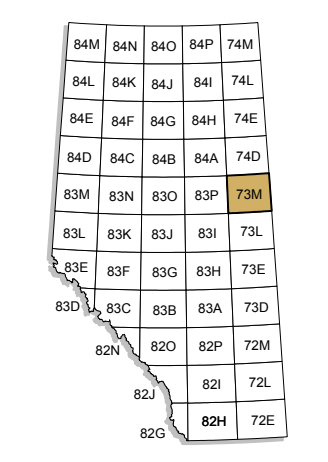 84M 84N 84O 84P 74M
84L 84K 84J 84I 74L
84E 84F 84G 84H 74E
84D 84C 84B 84A 74D
83M 83N 83O 83P 73M
83L 83K 83J 83I 73L
83E 83F 83G 83H 73E
83D 83C 83B 83A 73D
82N 82O 82P 72M
82J 82I 72L
82G 82H 72E